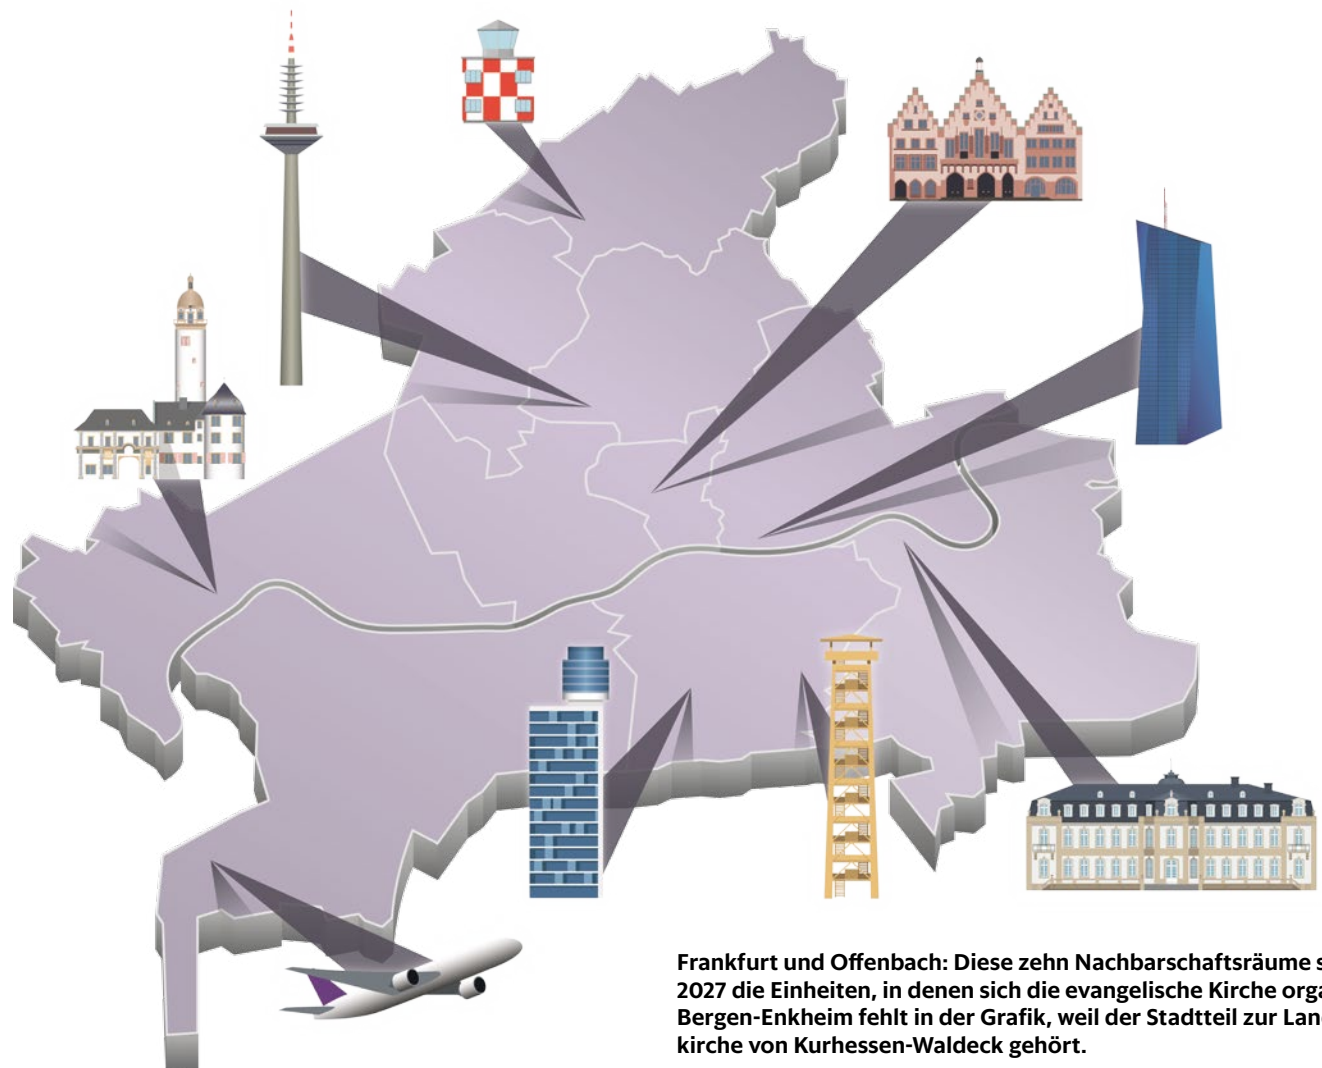 Frankfurt und Offenbach: Diese zehn Nachbarschaftsräume
2027 die Einheiten, in denen sich die evangelische Kirche
Bergen-Enkheim fehlt in der Grafik, weil der Stadtteil zur
kirche von Kurhessen-Waldeck gehört.